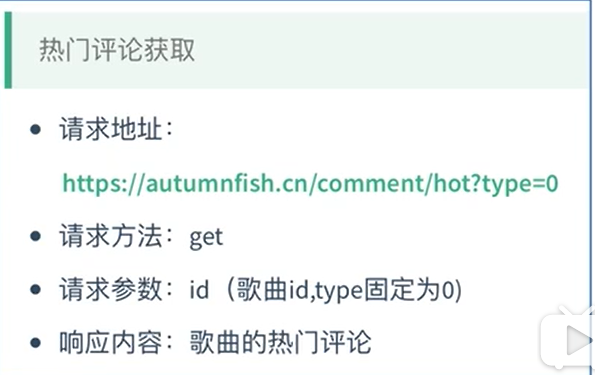 热门评论获取
请求地址：
https://autumnfish.cn/comment/hot?type=0
请求方法：get
请求参数：id（歌曲id,type固定为0)
响应内容：歌曲的热门评论